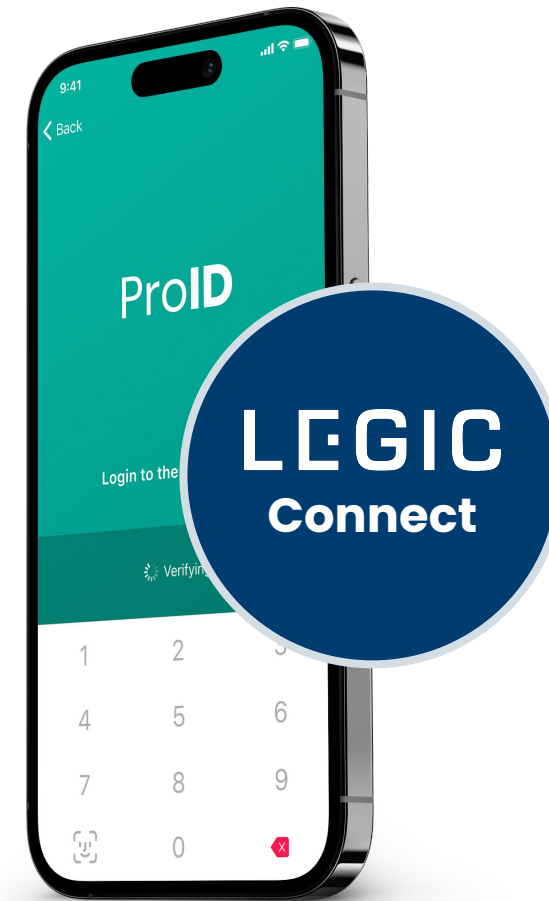 9:41
Back
ProID
LEGIC
Connect
Login to the
Verifying
1 2 3
4 5 6
7 8 9
0